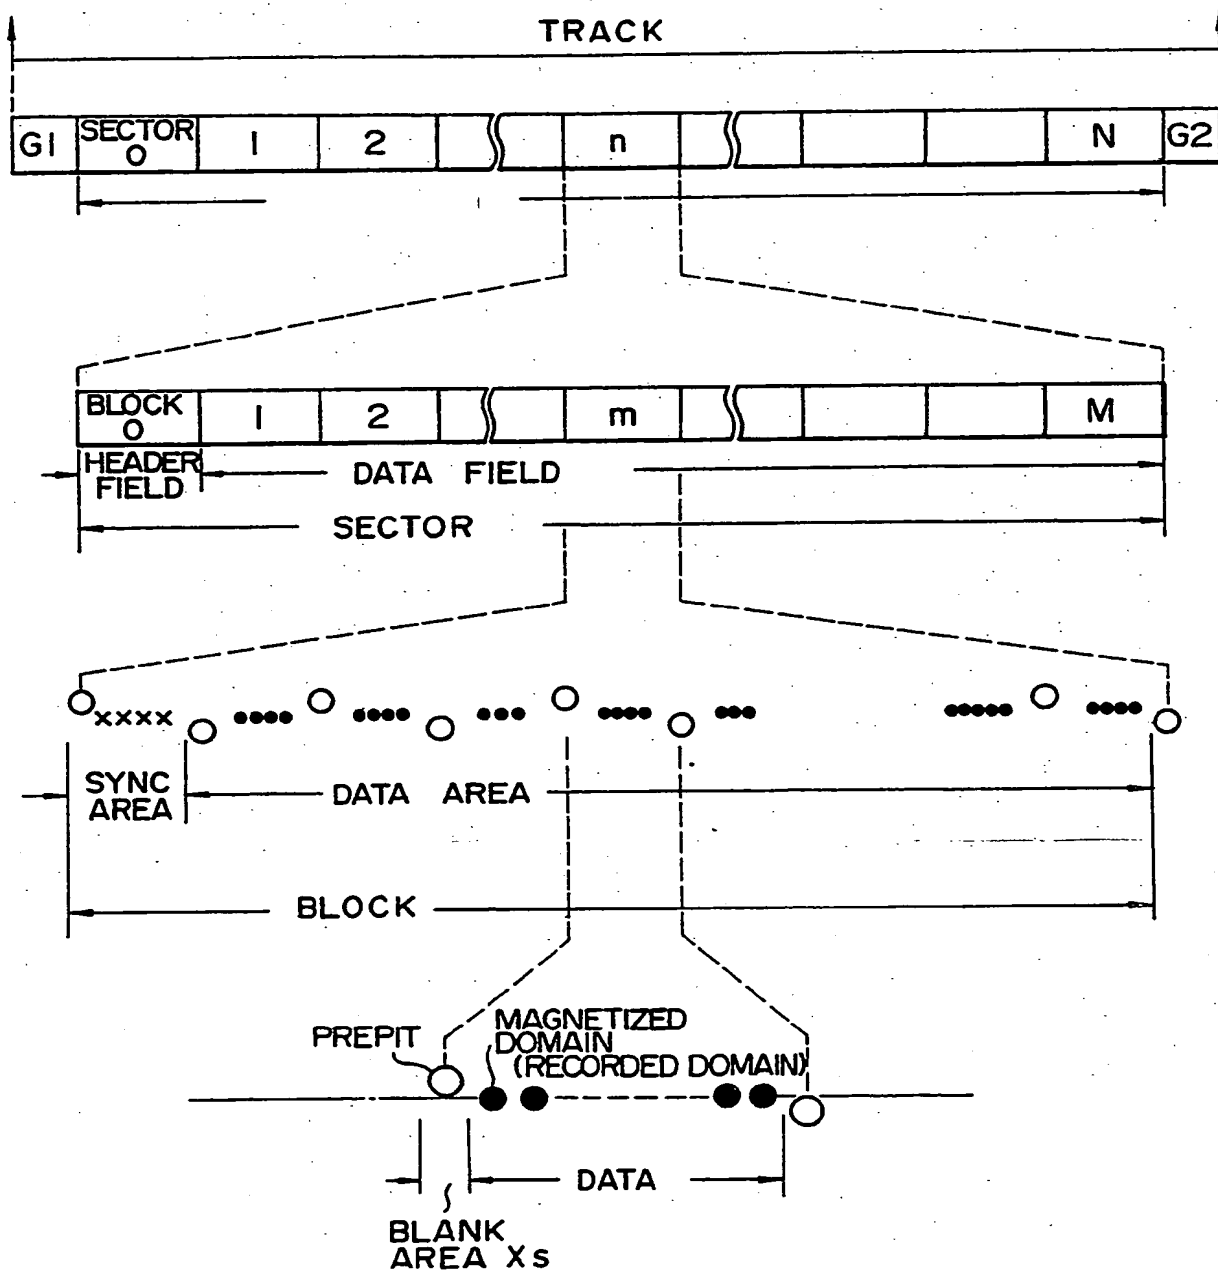 TRACK
G1 SECTOR 0 1 2 n N G2
BLOCK 0 1 2 m M
HEADER FIELD
DATA FIELD
SECTOR
xxxx
SYNC AREA
DATA AREA
BLOCK
PREPIT
MAGNETIZED
DOMAIN
(RECORDED DOMAIN)
DATA
BLANK
AREA Xs